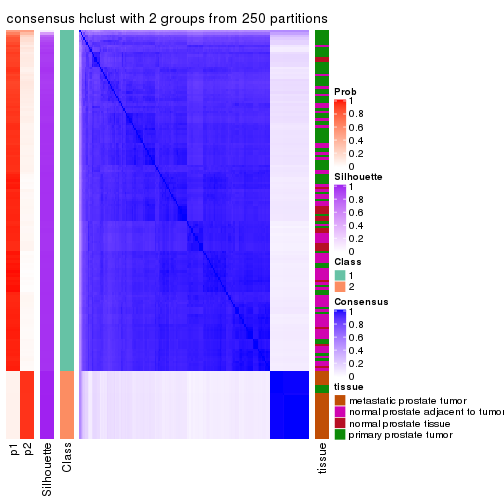 consensus hclust with 2 groups from 250 partitions
Prob
1
0.8
0.6
0.4
0.2
0
Silhouette
1
0.8
0.6
0.4
0.2
0
Class
1
2
Consensus
1
0.8
0.6
0.4
0.2
0
tissue
metastatic prostate tumor
normal prostate adjacent to tumor
normal prostate tissue
primary prostate tumor
p1
p2
Silhouette
Class
tissue